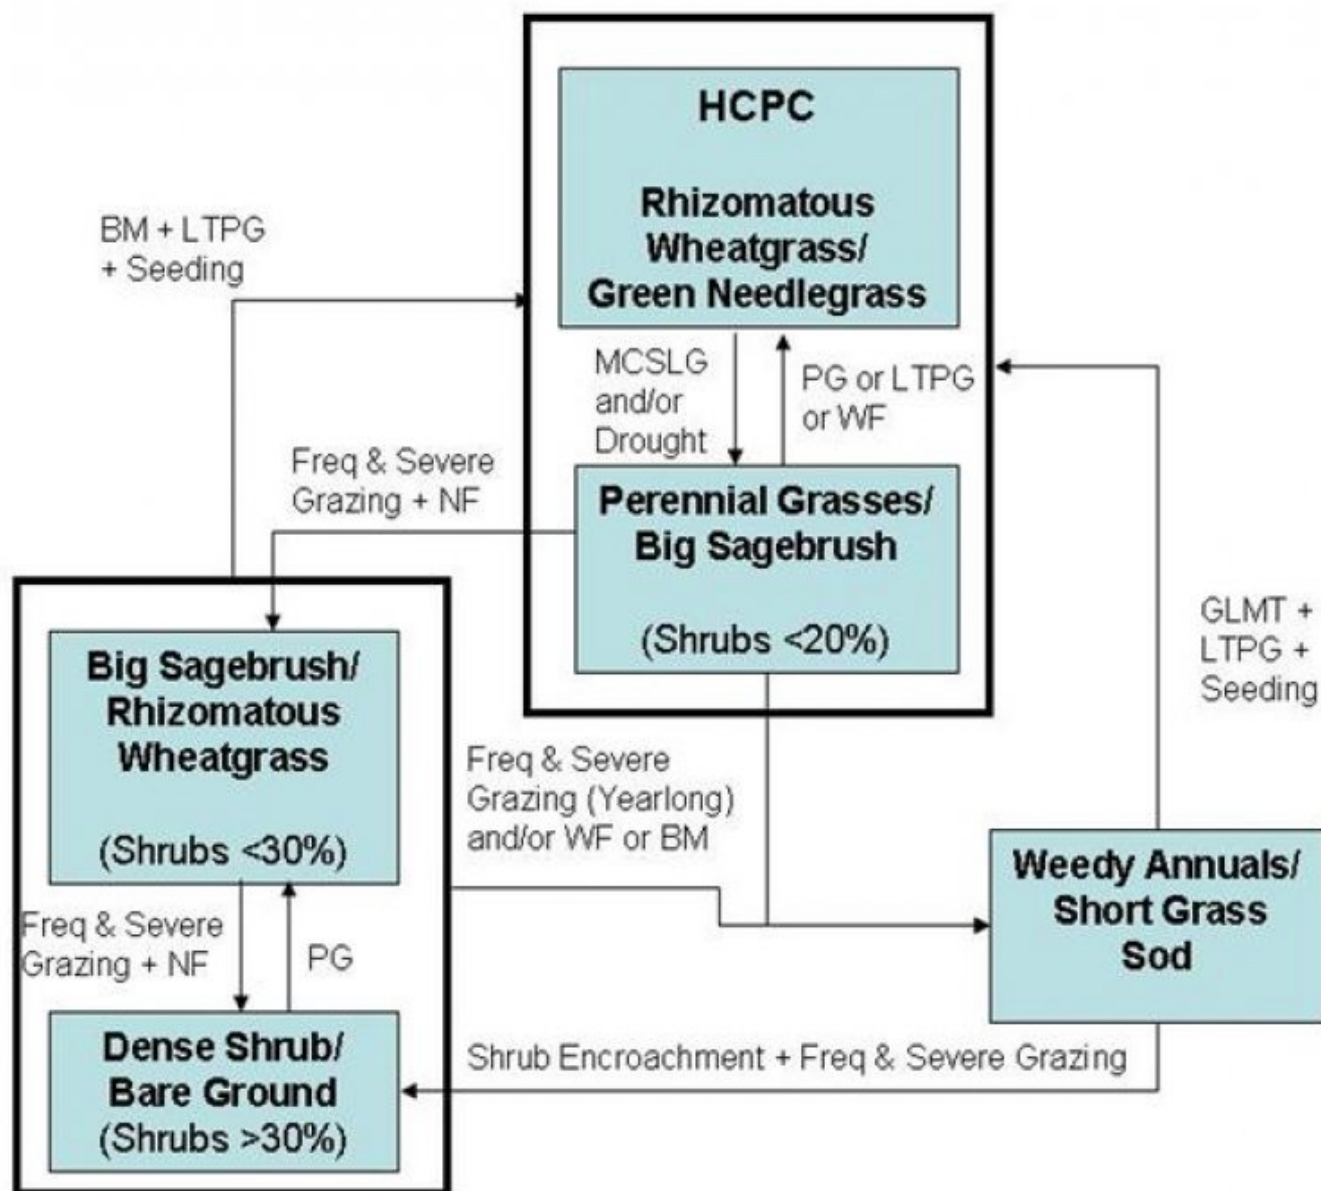 HCPC
Rhizomatous
Wheatgrass/
Green Needlegrass
BM + LTPG
+ Seeding
MCSLG
and/or
Drought
PG or LTPG
or WF
Freq & Severe
Grazing + NF
Perennial Grasses/
Big Sagebrush
(Shrubs <20%)
GLMT +
LTPG +
Seeding
Big Sagebrush/
Rhizomatous
Wheatgrass
(Shrubs <30%)
Freq & Severe
Grazing (Yearlong)
and/or WF or BM
Weedy Annuals/
Short Grass
Sod
Freq & Severe
Grazing + NF
PG
Dense Shrub/
Bare Ground
(Shrubs >30%)
Shrub Encroachment + Freq & Severe Grazing